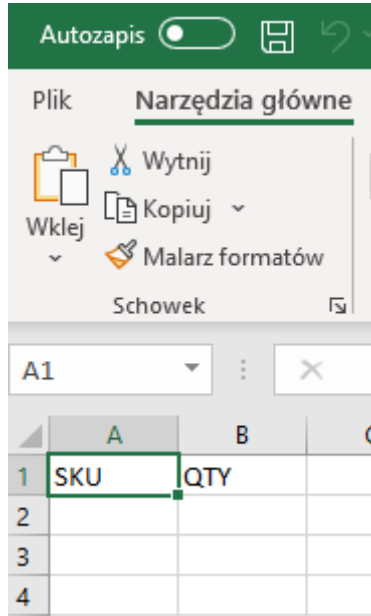 Autozapis
Plik Narzędzia główne
Wytnij
Kopiuj
Wklej
Malarz formatów
Schowek
A1
A B
1 SKU QTY
2
3
4